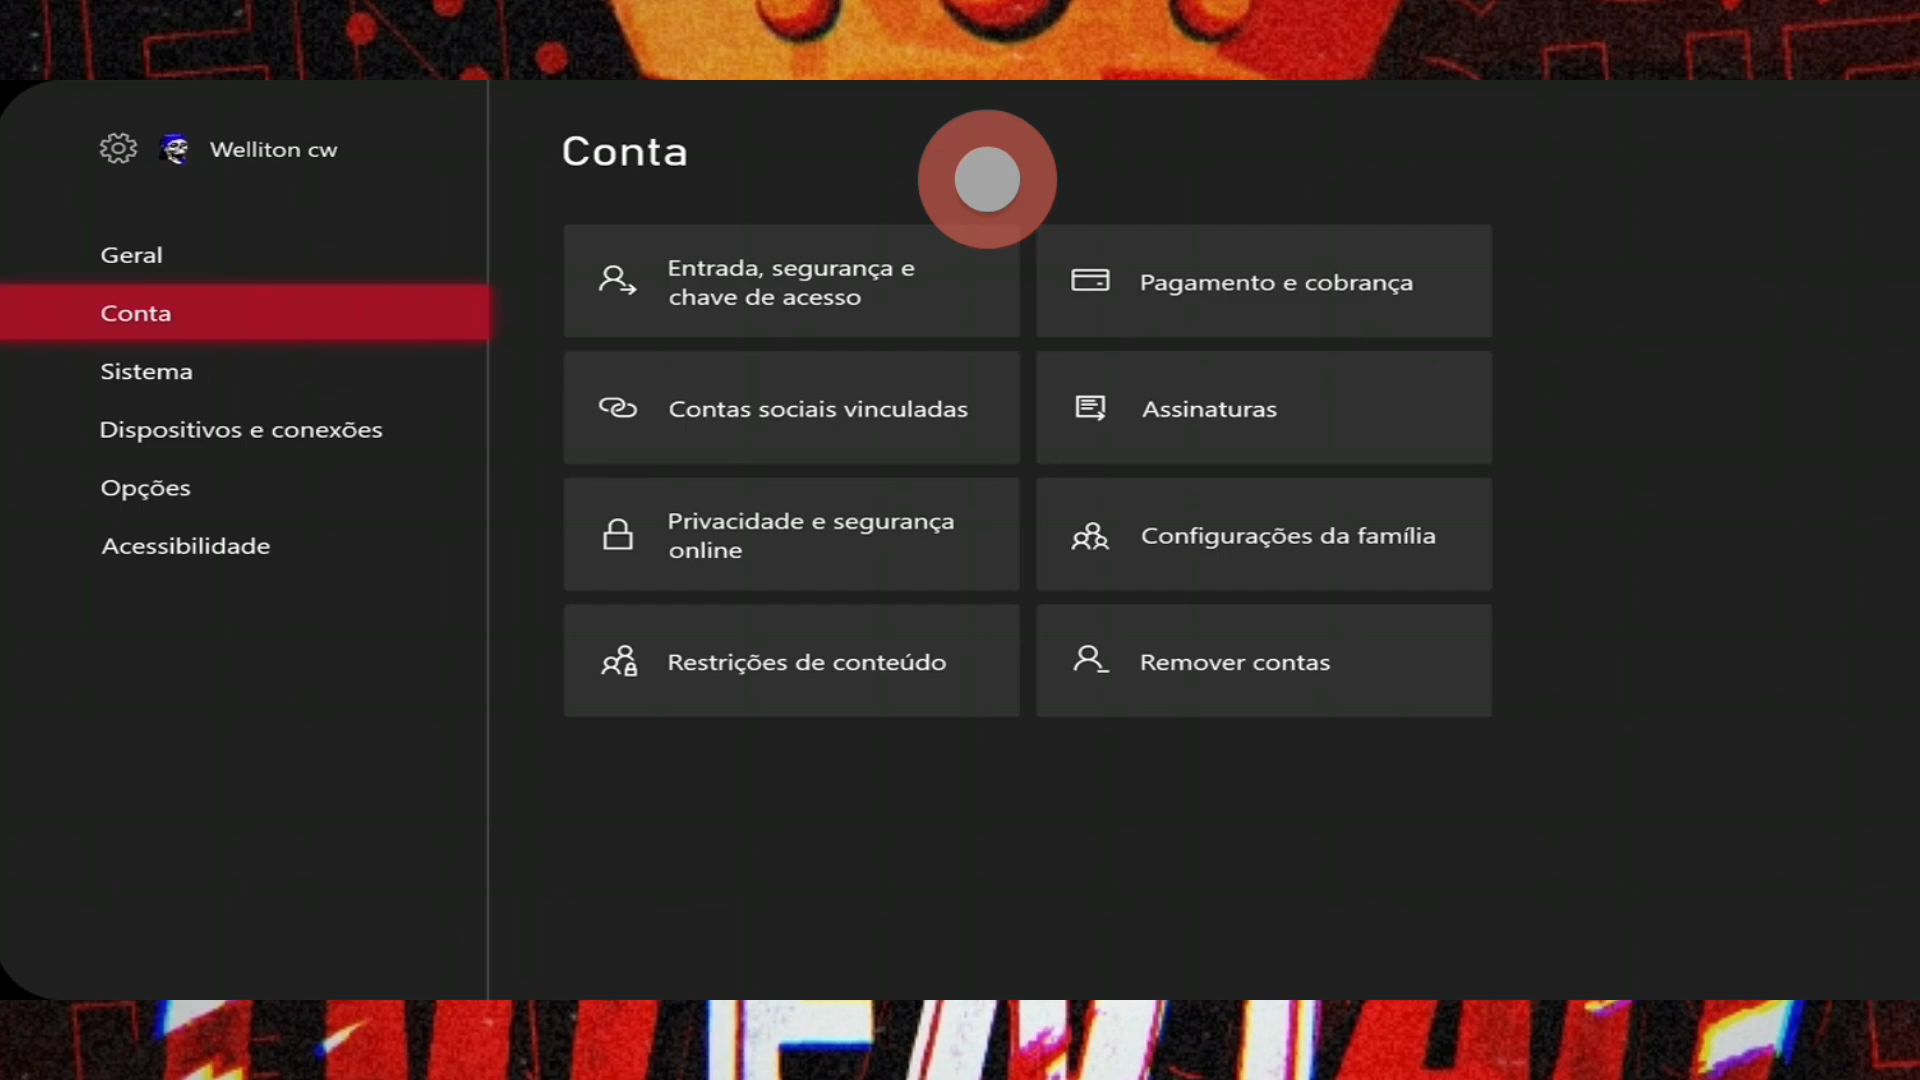 Welliton cw
Geral
Conta
Sistema
Dispositivos e conexões
Opções
Acessibilidade
Conta
Entrada, segurança e
chave de acesso
Pagamento e cobrança
Contas sociais vinculadas
Assinaturas
Privacidade e segurança
online
Configurações da família
Restrições de conteúdo
Remover contas